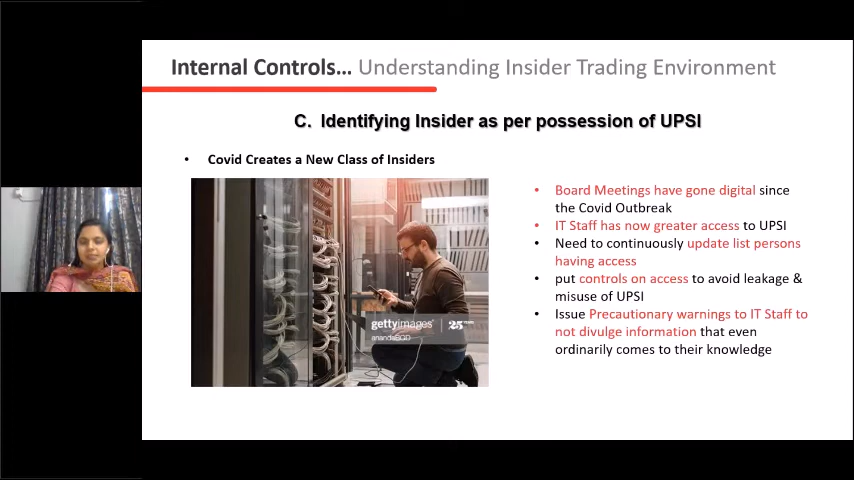 Internal Controls... Understanding Insider Trading Environment
C. Identifying Insider as per possession of UPSI
• Covid Creates a New Class of Insiders
gettyimages®
25 YEARS
anandaBGD
• Board Meetings have gone digital since
the Covid Outbreak
• IT Staff has now greater access to UPSI
• Need to continuously update list persons
having access
• put controls on access to avoid leakage &
misuse of UPSI
• Issue Precautionary warnings to IT Staff to
not divulge information that even
ordinarily comes to their knowledge